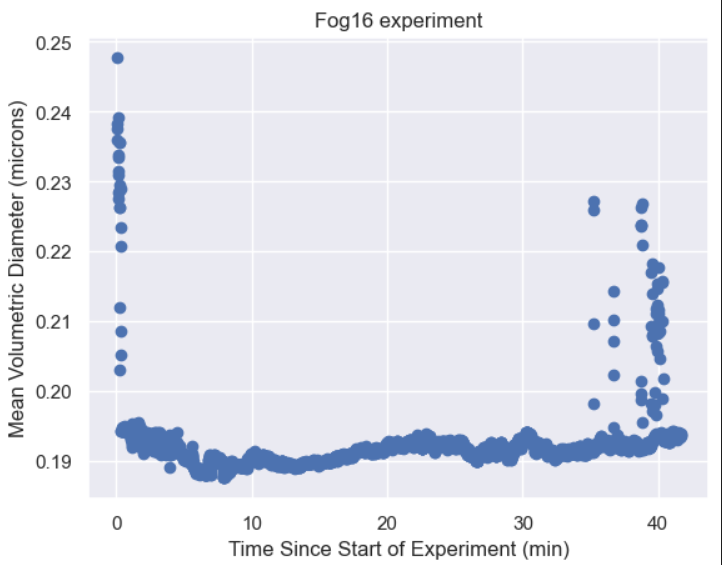 Fog16 experiment
0.25
0.24
0.23
0.22
0.21
0.20
0.19
Mean Volumetric Diameter (microns)
0 10 20 30 40
Time Since Start of Experiment (min)